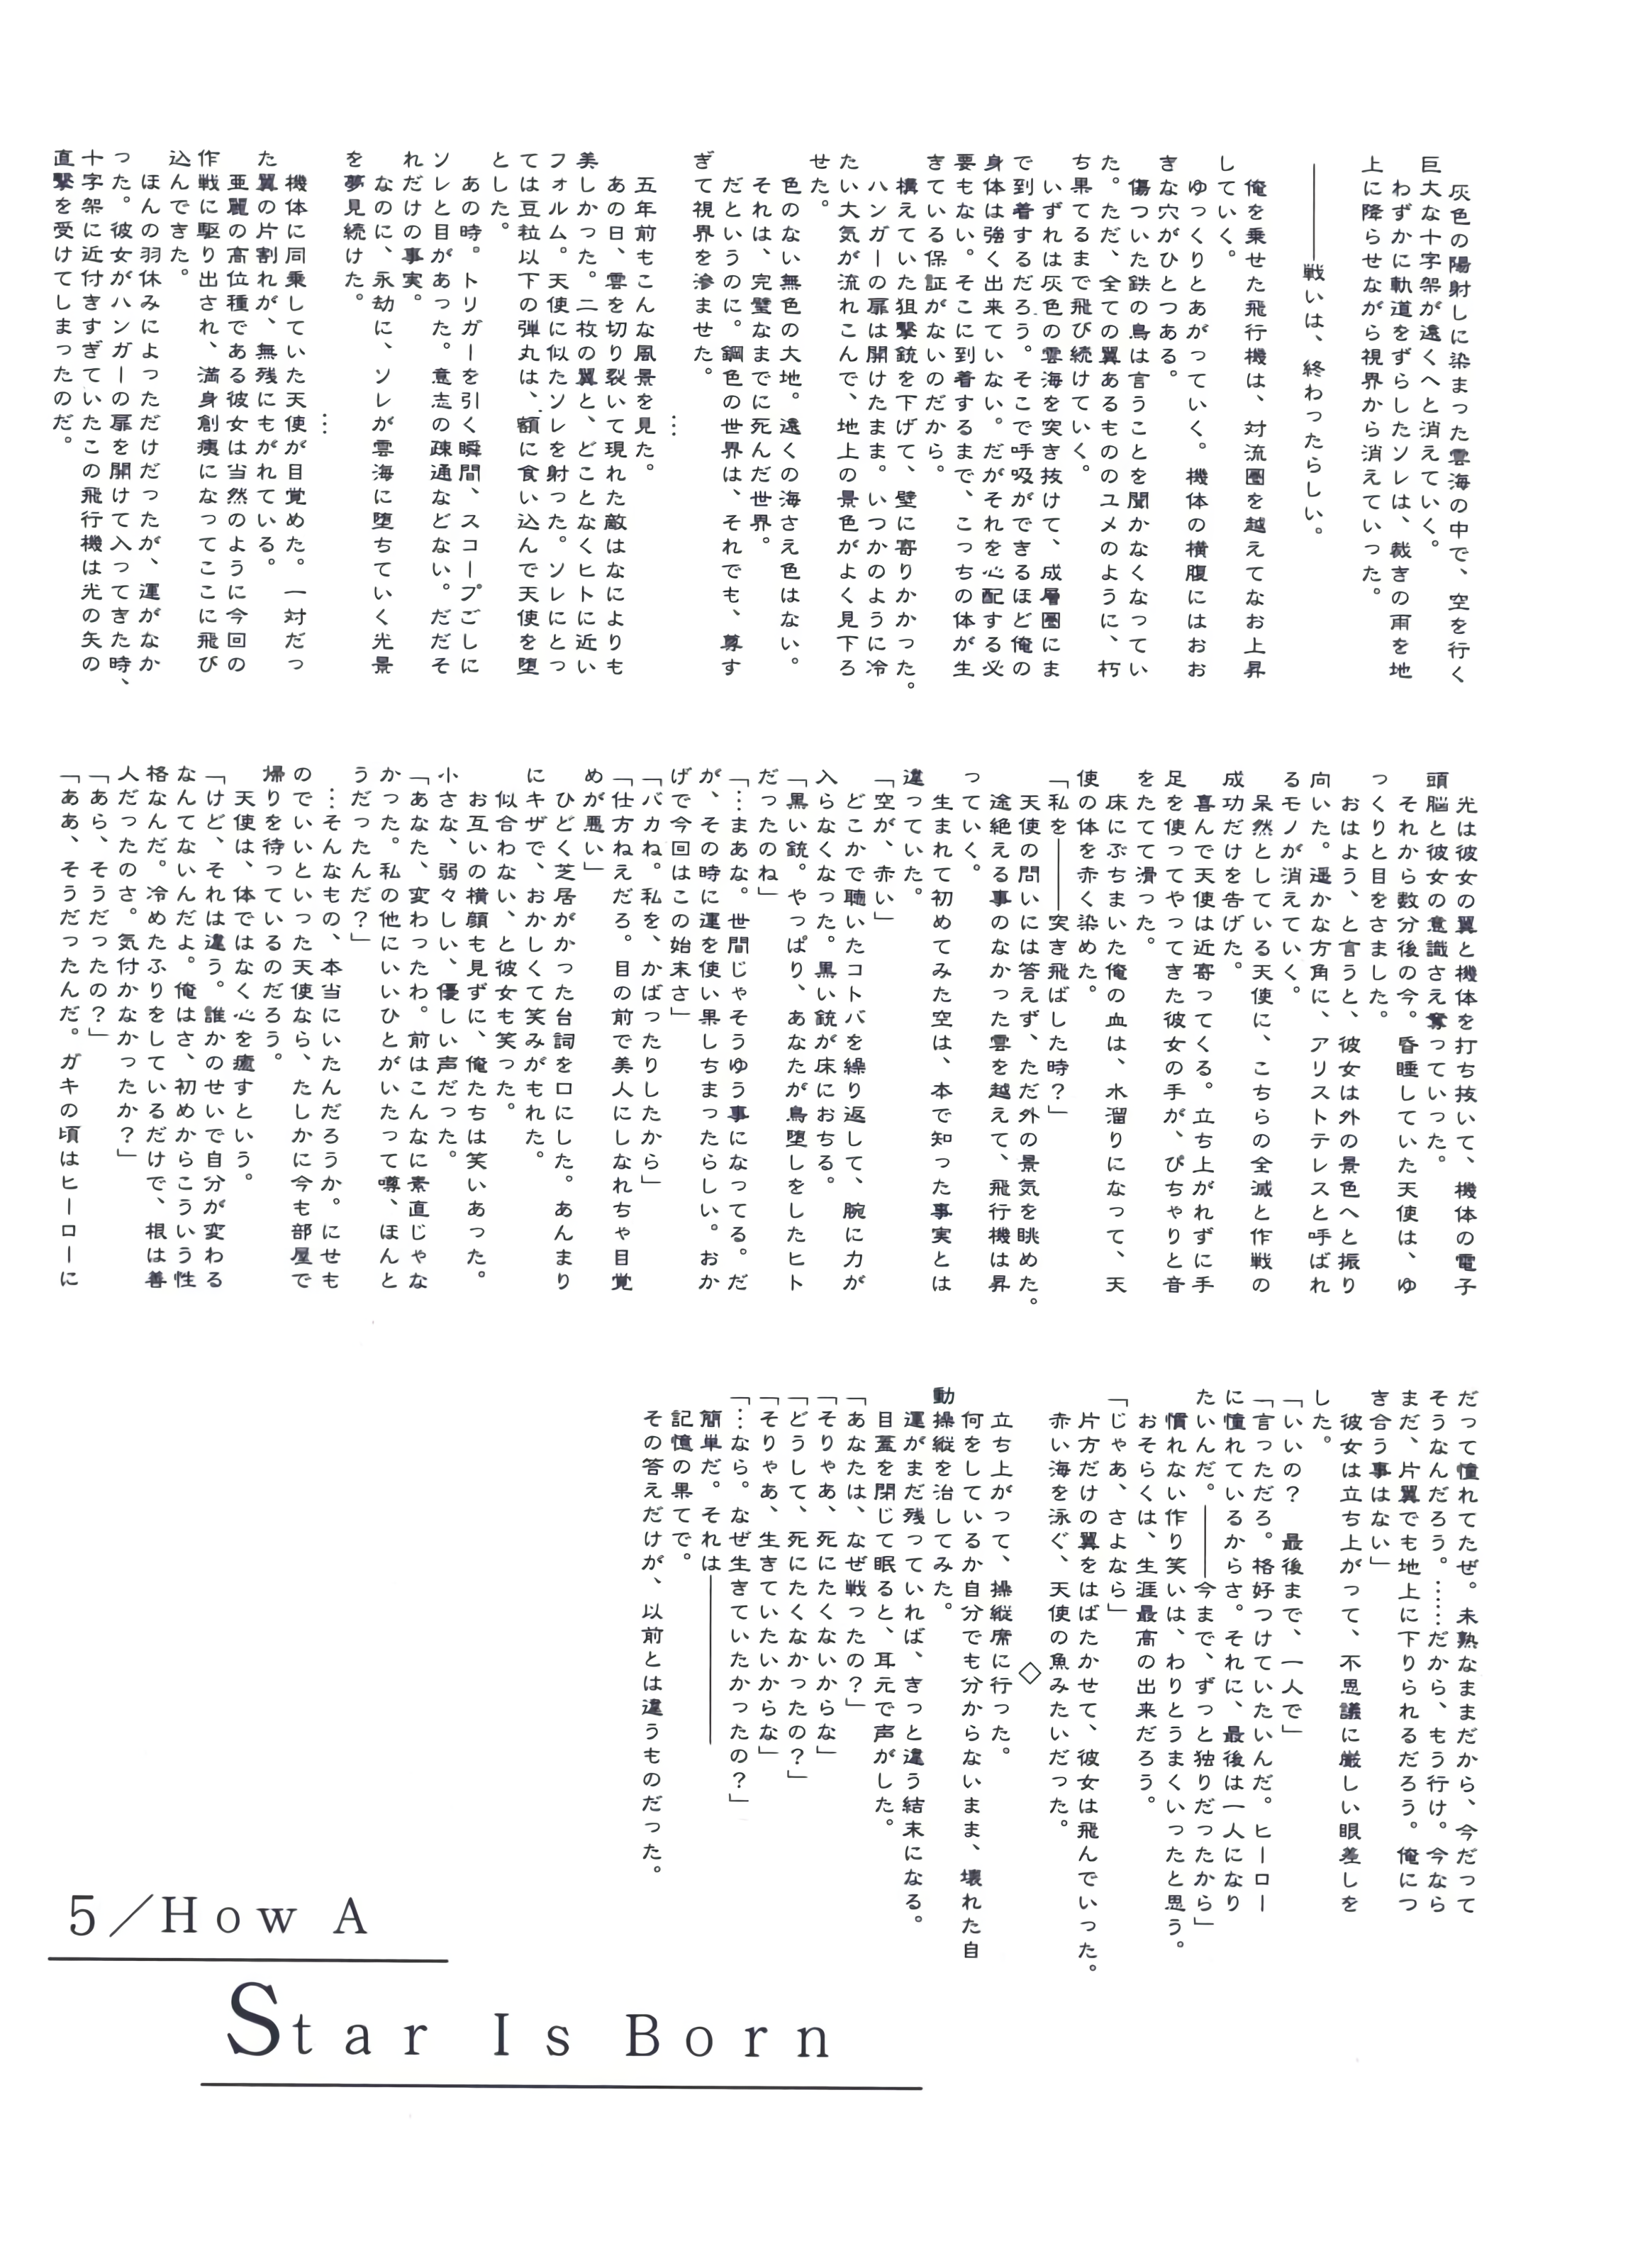 灰色の陽射しに染まった雲海の中で、空を行く
巨大な十字架が遠くへと消えていく。
わずかに軌道をずらしたソレは、裁きの雨を地
上に降らせながら視界から消えていった。
――――戦いは、終わったらしい。
俺を乗せた飛行機は、対流圏を越えてなお上昇
していく。
ゆっくりとあがっていく。機体の横腹にはおお
きな穴がひとつある。
傷ついた鉄の鳥は言うことを聞かなくなってい
た。ただ、全ての翼あるもののユメのように、朽
ち果てるまで飛び続けていく。
いずれは灰色の雲海を突き抜けて、成層圏にま
で到着するだろう。そこで呼吸ができるほど俺の
身体は強く出来ていない。だがそれを心配する必
要もない。そこに到着するまで、こっちの体が生
きている保証がないのだから。
構えていた狙撃銃を下げて、壁に寄りかかった。
ハンガーの扉は開けたまま。いつかのように冷
たい大気が流れこんで、地上の景色がよく見下ろ
せた。
色のない無色の大地。遠くの海さえ色はない。
それは、完璧なまでに死んだ世界。
だというのに。鋼色の世界は、それでも、尊す
ぎて視界を滲ませた。
…
五年前もこんな風景を見た。
あの日、雲を切り裂いて現れた敵はなによりも
美しかった。二枚の翼と、どことなくヒトに近い
フォルム。天使に似たソレを射った。ソレにとっ
ては豆粒以下の弾丸は、額に食い込んで天使を堕
とした。
あの時。トリガーを引く瞬間、スコープごしに
ソレと目があった。意志の疎通などない。だだそ
れだけの事実。
なのに、永劫に、ソレが雲海に堕ちていく光景
を夢見続けた。
…
機体に同乗していた天使が目覚めた。一対だっ
た翼の片割れが、無残にもがれている。
亜麗の高位種である彼女は当然のように今回の
作戦に駆り出され、満身創痍になってここに飛び
込んできた。
ほんの羽休みによっただけだったが、運がなか
った。彼女がハンガーの扉を開けて入ってきた時、
十字架に近付きすぎていたこの飛行機は光の矢の
直撃を受けてしまったのだ。
光は彼女の翼と機体を打ち抜いて、機体の電子
頭脳と彼女の意識さえ奪っていった。
それから数分後の今。昏睡していた天使は、ゆ
っくりと目をさました。
おはよう、と言うと、彼女は外の景色へと振り
向いた。遥かな方角に、アリストテレスと呼ばれ
るモノが消えていく。
呆然としている天使に、こちらの全滅と作戦の
成功だけを告げた。
喜んで天使は近寄ってくる。立ち上がれずに手
足を使ってやってきた彼女の手が、ぴちゃりと音
をたてて滑った。
床にぶちまいた俺の血は、水溜りになって、天
使の体を赤く染めた。
「私を―――突き飛ばした時？」
天使の問いには答えず、ただ外の景気を眺めた。
途絶える事のなかった雲を越えて、飛行機は昇
っていく。
生まれて初めてみた空は、本で知った事実とは
違っていた。
「空が、赤い」
どこかで聴いたコトバを繰り返して、腕に力が
入らなくなった。黒い銃が床におちる。
「黒い銃。やっぱり、あなたが鳥堕しをしたヒト
だったのね」
「…まあな。世間じゃそうゆう事になってる。だ
が、その時に運を使い果しちまったらしい。おか
げで今回はこの始末さ」
「バカね。私を、かばったりしたから」
「仕方ねえだろ。目の前で美人にしなれちゃ目覚
めが悪い」
ひどく芝居がかった台詞を口にした。あんまり
にキザで、おかしくて笑みがもれた。
似合わない、と彼女も笑った。
お互いの横顔も見ずに、俺たちは笑いあった。
小さな、弱々しい、優しい声だった。
「あなた、変わったわ。前はこんなに素直じゃな
かった。私の他にいいひとがいたって噂、ほんと
うだったんだ？」
…そんなもの、本当にいたんだろうか。にせも
のでいいといった天使なら、たしかに今も部屋で
帰りを待っているのだろう。
天使は、体ではなく心を癒すという。
「けど、それは違う。誰かのせいで自分が変わる
なんてないんだよ。俺はさ、初めからこういう性
格なんだ。冷めたふりをしているだけで、根は善
人だったのさ。気付かなかったか？」
「あら、そうだったの？」
「ああ、そうだったんだ。ガキの頃はヒーローに
だって憧れてたぜ。未熟なままだから、今だって
そうなんだろう。……だから、もう行け。今なら
まだ、片翼でも地上に下りられるだろう。俺につ
き合う事はない」
彼女は立ち上がって、不思議に厳しい眼差しを
した。
「いいの？　最後まで、一人で」
「言っただろ。格好つけていたいんだ。ヒーロー
に憧れているからさ。それに、最後は一人になり
たいんだ。―――今まで、ずっと独りだったから」
慣れない作り笑いは、わりとうまくいったと思う。
おそらくは、生涯最高の出来だろう。
「じゃあ、さよなら」
片方だけの翼をはばたかせて、彼女は飛んでいった。
赤い海を泳ぐ、天使の魚みたいだった。
◇
立ち上がって、操縦席に行った。
何をしているか自分でも分からないまま、壊れた自
動操縦を治してみた。
運がまだ残っていれば、きっと違う結末になる。
目蓋を閉じて眠ると、耳元で声がした。
「あなたは、なぜ戦ったの？」
「そりゃあ、死にたくないからな」
「どうして、死にたくなかったの？」
「そりゃあ、生きていたいからな」
「…なら。なぜ生きていたかったの？」
簡単だ。それは―――――――
記憶の果てで。
その答えだけが、以前とは違うものだった。
5／How A
Star Is Born